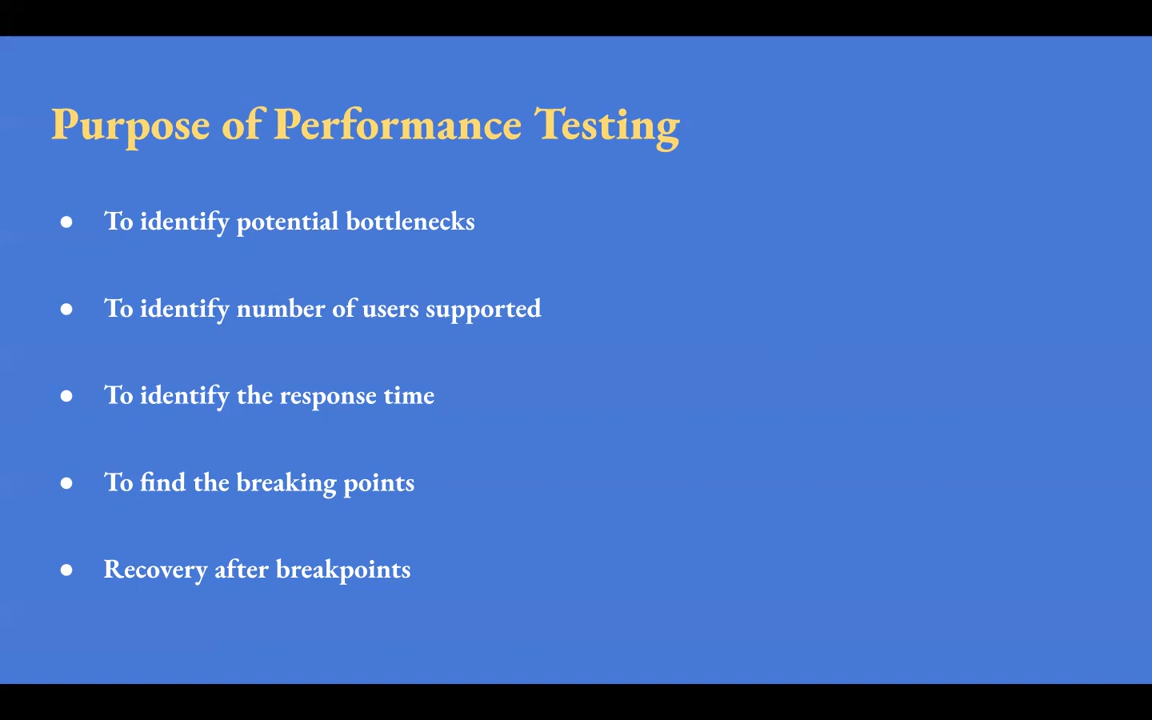 Purpose of Performance Testing
● To identify potential bottlenecks
● To identify number of users supported
● To identify the response time
● To find the breaking points
● Recovery after breakpoints